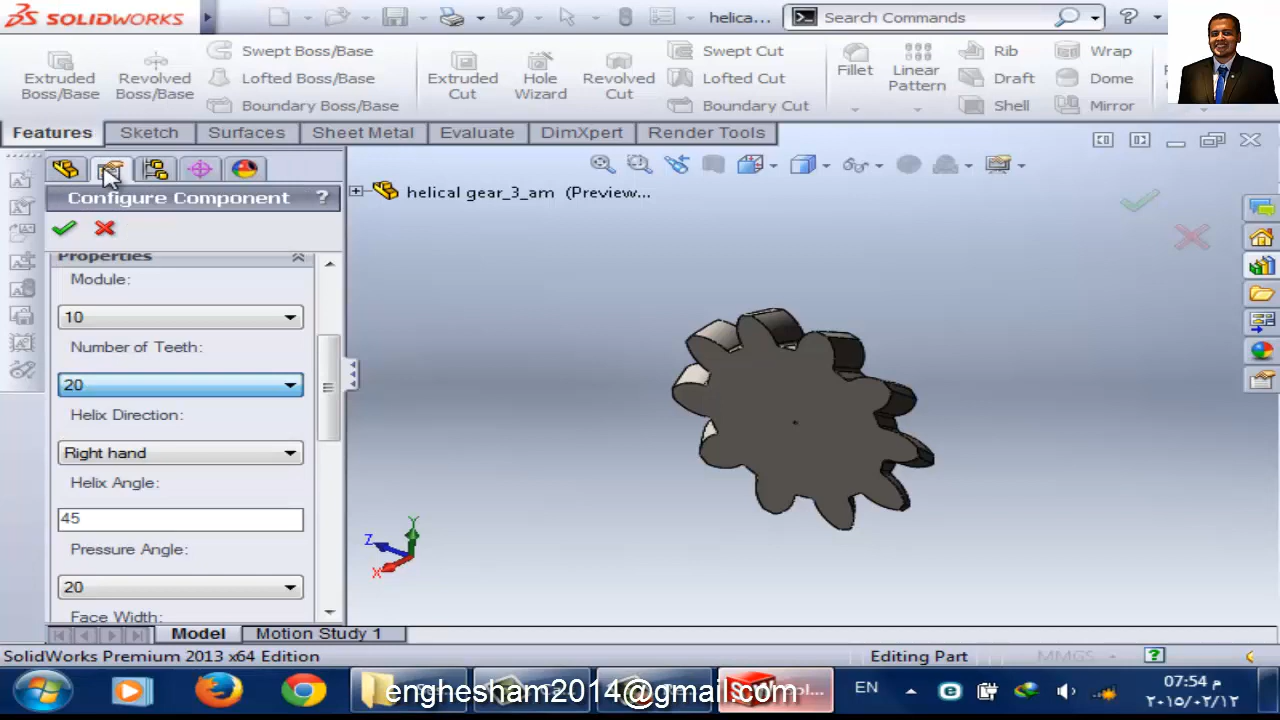 SOLIDWORKS
helica...
Search Commands
?
Extruded Boss/Base
Revolved Boss/Base
Swept Boss/Base
Lofted Boss/Base
Boundary Boss/Base
Extruded Cut
Hole Wizard
Revolved Cut
Swept Cut
Lofted Cut
Boundary Cut
Fillet
Linear Pattern
Rib
Draft
Shell
Wrap
Dome
Mirror
Features
Sketch
Surfaces
Sheet Metal
Evaluate
DimXpert
Render Tools
Configure Component
?
helical gear_3_am (Preview...
Properties
Module:
10
Number of Teeth:
20
Helix Direction:
Right hand
Helix Angle:
45
Pressure Angle:
20
Face Width:
Y
Z
X
Model
Motion Study 1
SolidWorks Premium 2013 x64 Edition
Editing Part
MMGS
?
enghesham2014@gmail.com
EN
07:54 م
٢٠١٥/٠٢/١٢